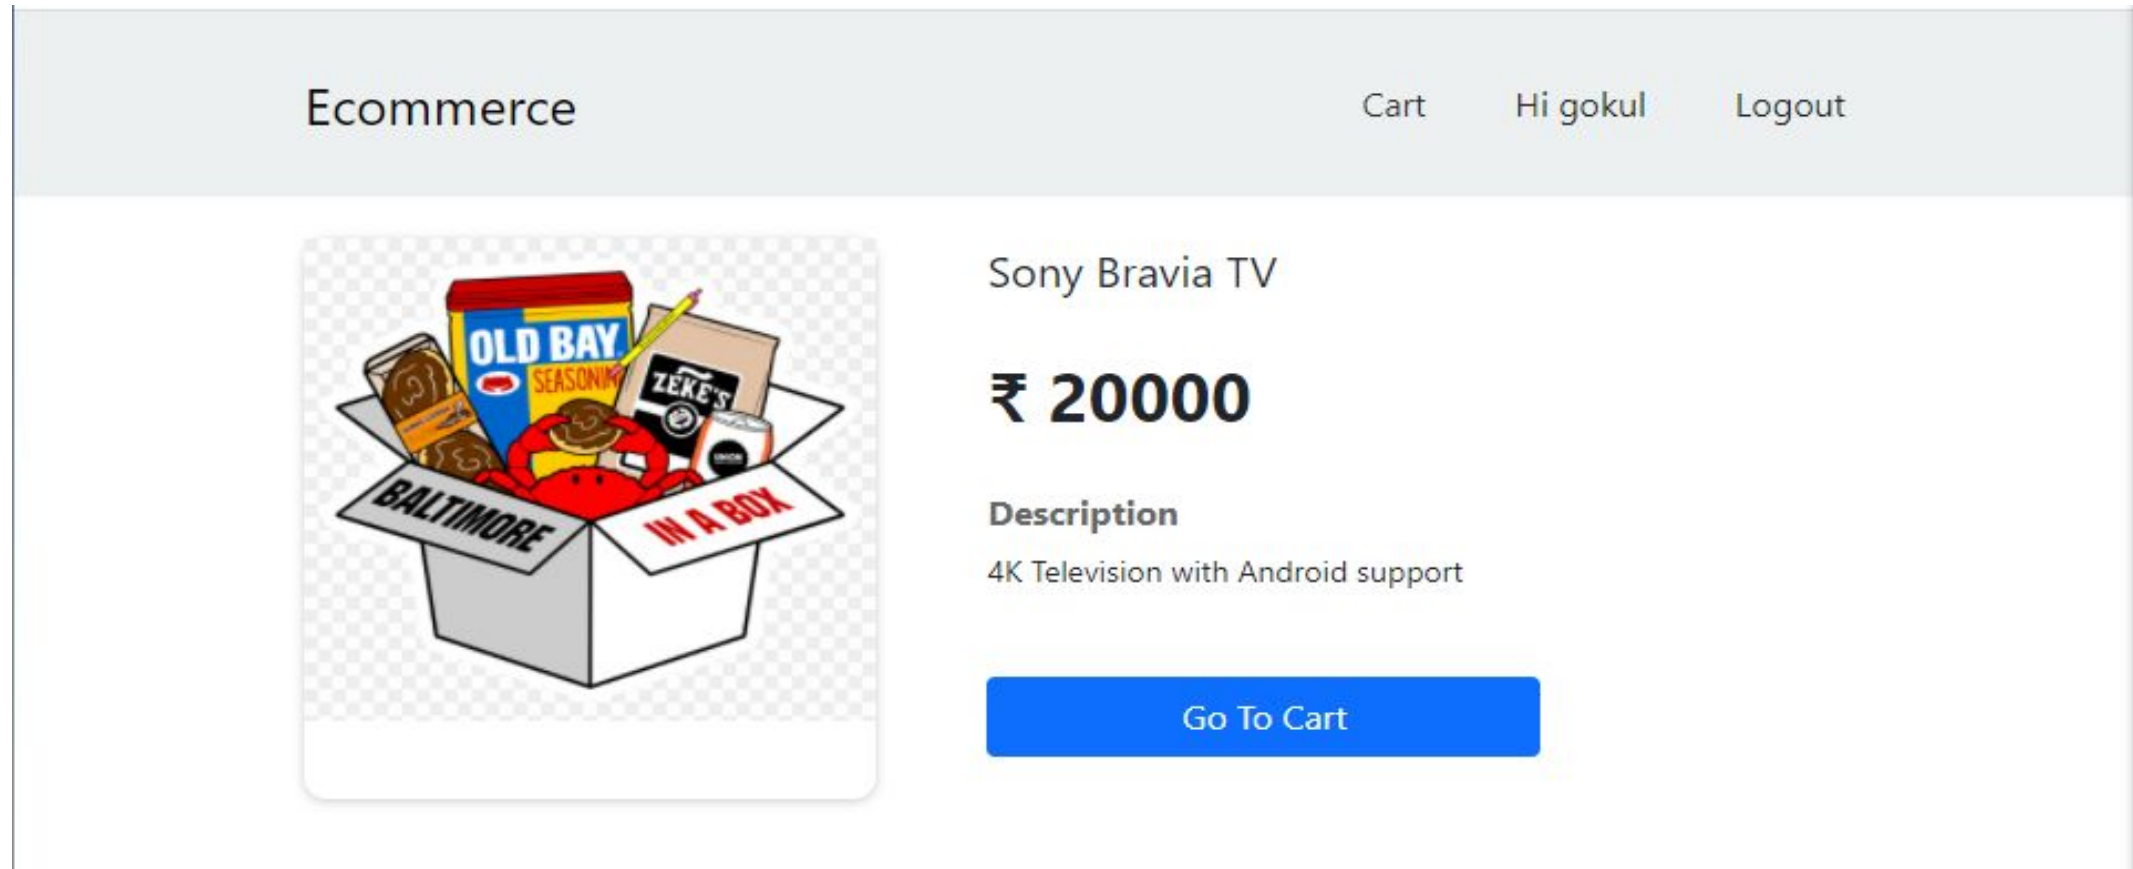 Ecommerce
Cart
Hi gokul
Logout
OLD BAY
SEASONIN
ZEKE'S
UNION
BALTIMORE
IN A BOX
Sony Bravia TV
₹ 20000
Description
4K Television with Android support
Go To Cart